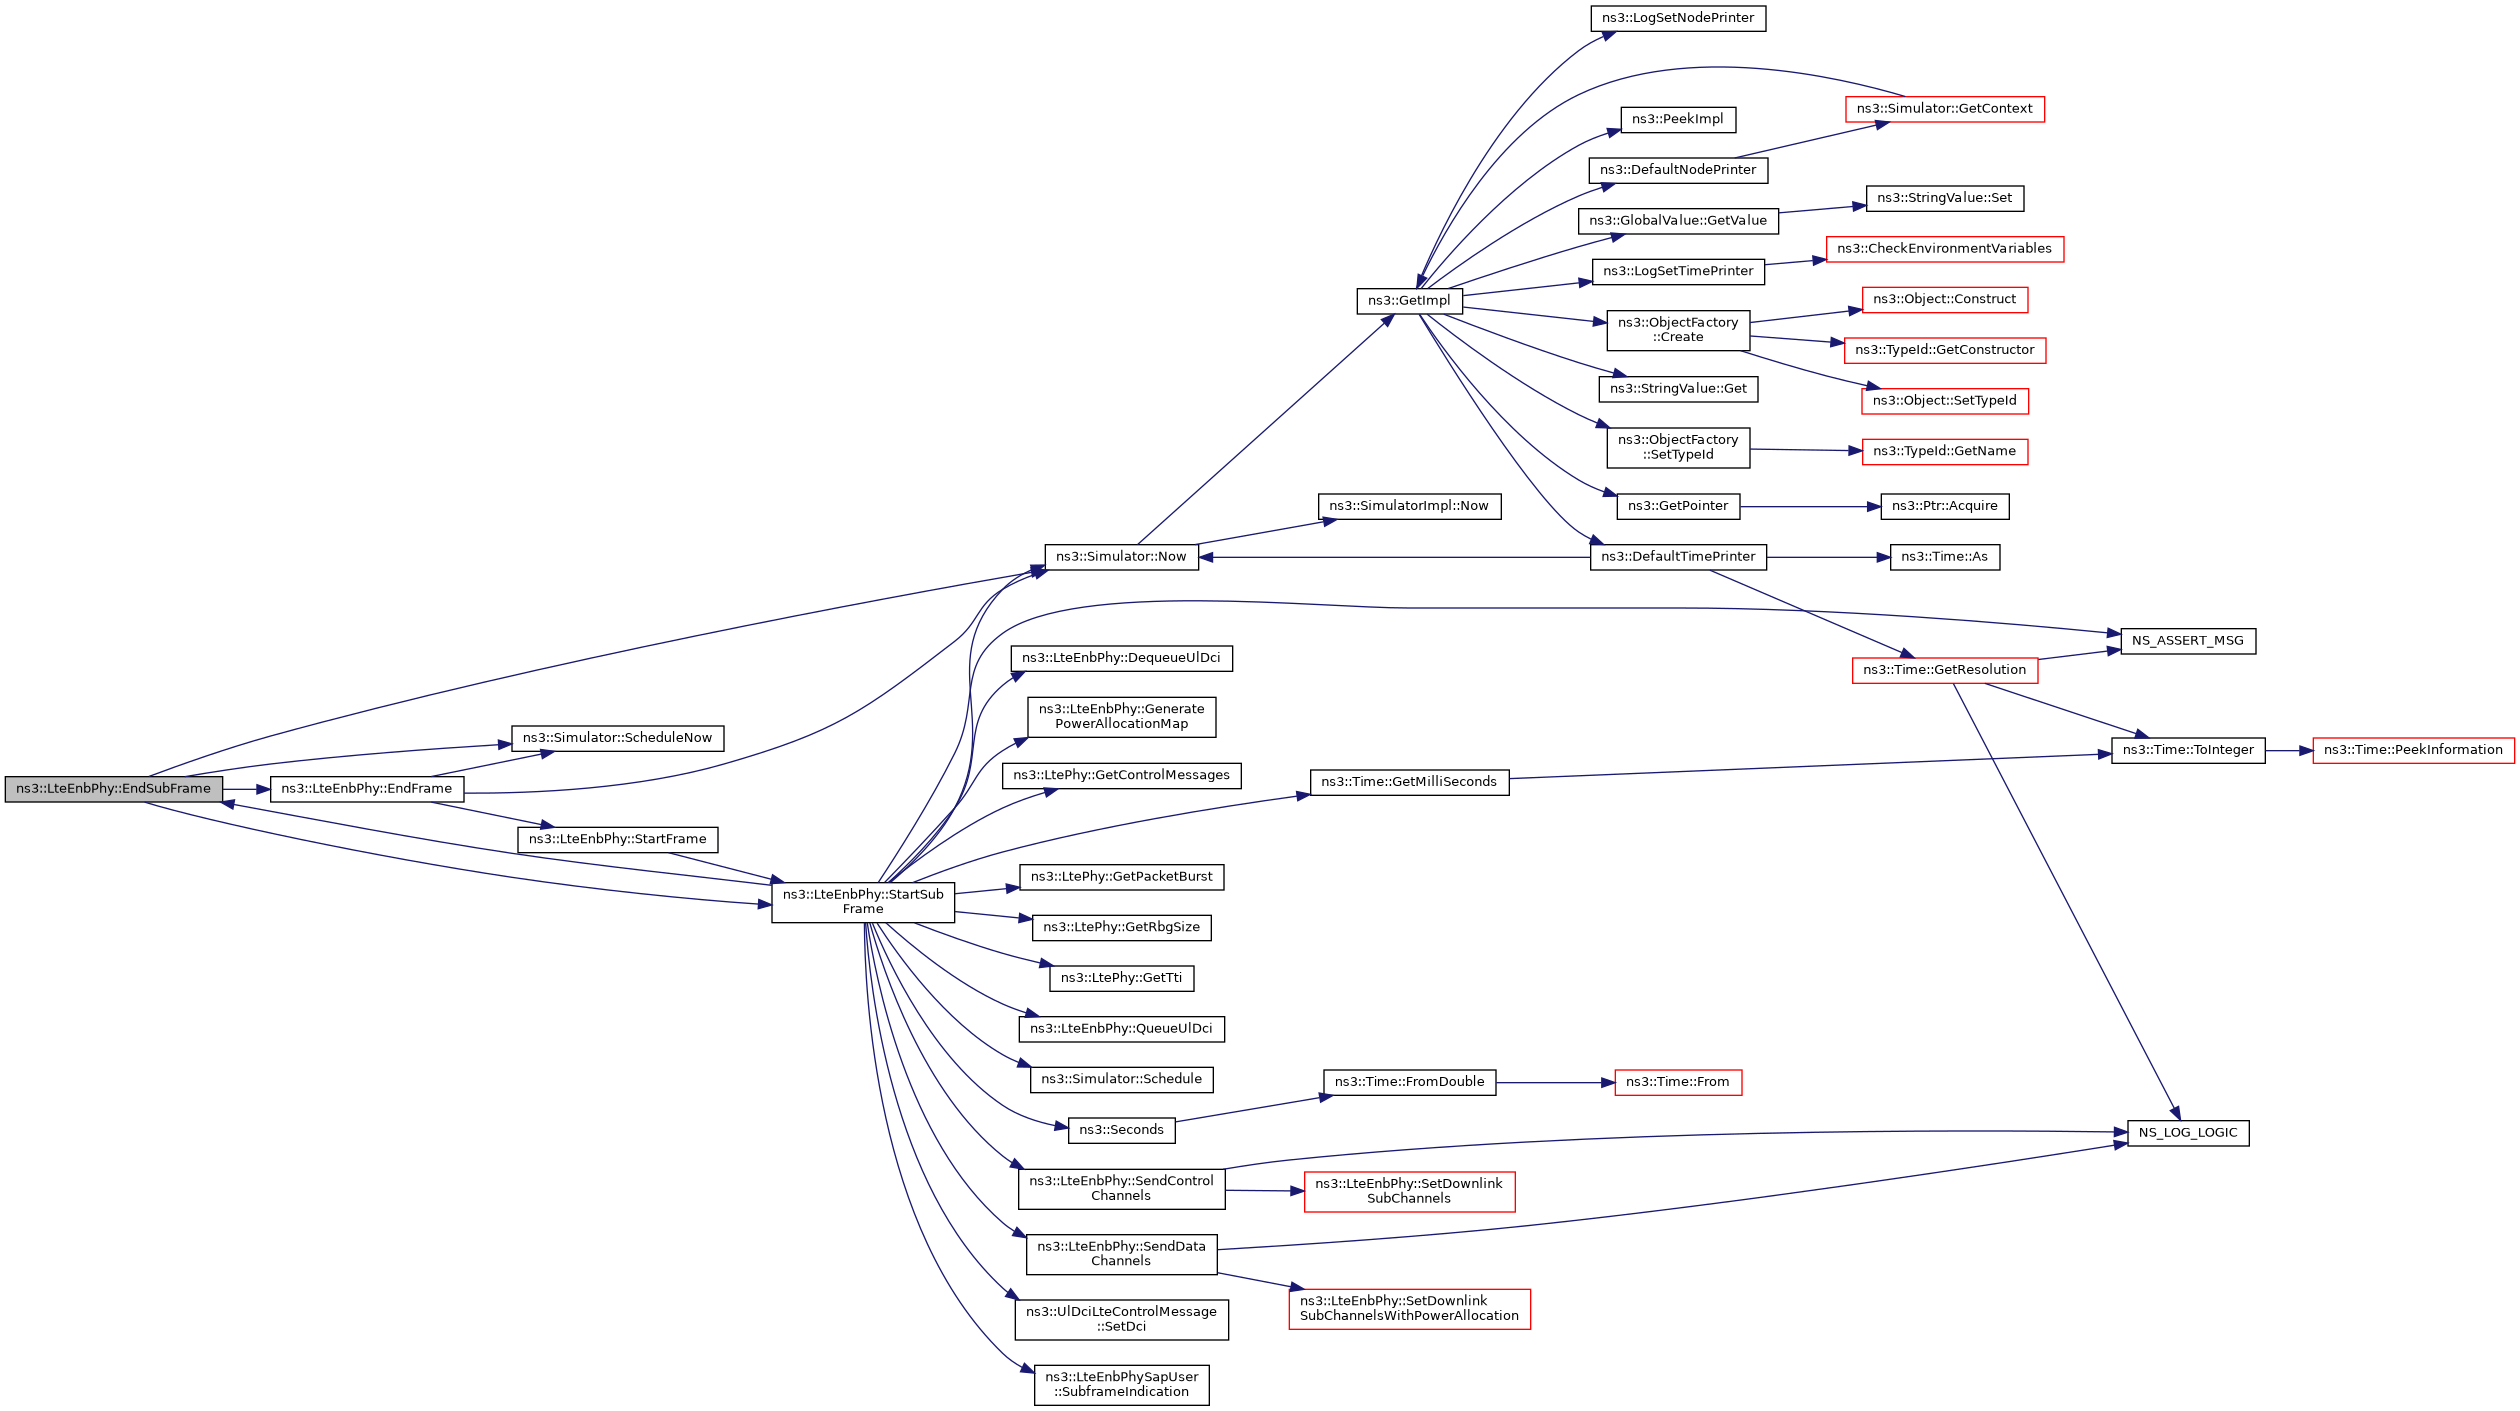 ns3::LogSetNodePrinter
ns3::Simulator::GetContext
ns3::PeekImpl
ns3::DefaultNodePrinter
ns3::StringValue::Set
ns3::GlobalValue::GetValue
ns3::CheckEnvironmentVariables
ns3::LogSetTimePrinter
ns3::GetImpl
ns3::Object::Construct
ns3::ObjectFactory
::Create
ns3::TypeId::GetConstructor
ns3::StringValue::Get
ns3::Object::SetTypeId
ns3::ObjectFactory
::SetTypeId
ns3::TypeId::GetName
ns3::SimulatorImpl::Now
ns3::GetPointer
ns3::Ptr::Acquire
ns3::Simulator::Now
ns3::DefaultTimePrinter
ns3::Time::As
NS_ASSERT_MSG
ns3::LteEnbPhy::DequeueUlDci
ns3::Time::GetResolution
ns3::LteEnbPhy::Generate
PowerAllocationMap
ns3::Simulator::ScheduleNow
ns3::Time::ToInteger
ns3::Time::PeekInformation
ns3::LtePhy::GetControlMessages
ns3::Time::GetMilliSeconds
ns3::LteEnbPhy::EndSubFrame
ns3::LteEnbPhy::EndFrame
ns3::LteEnbPhy::StartFrame
ns3::LtePhy::GetPacketBurst
ns3::LteEnbPhy::StartSub
Frame
ns3::LtePhy::GetRbgSize
ns3::LtePhy::GetTti
ns3::LteEnbPhy::QueueUlDci
ns3::Simulator::Schedule
ns3::Time::FromDouble
ns3::Time::From
ns3::Seconds
NS_LOG_LOGIC
ns3::LteEnbPhy::SendControl
Channels
ns3::LteEnbPhy::SetDownlink
SubChannels
ns3::LteEnbPhy::SendData
Channels
ns3::LteEnbPhy::SetDownlink
SubChannelsWithPowerAllocation
ns3::UlDciLteControlMessage
::SetDci
ns3::LteEnbPhySapUser
::SubframeIndication